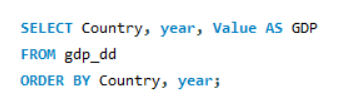 SELECT Country, year, Value AS GDP
FROM gdp_dd
ORDER BY Country, year;